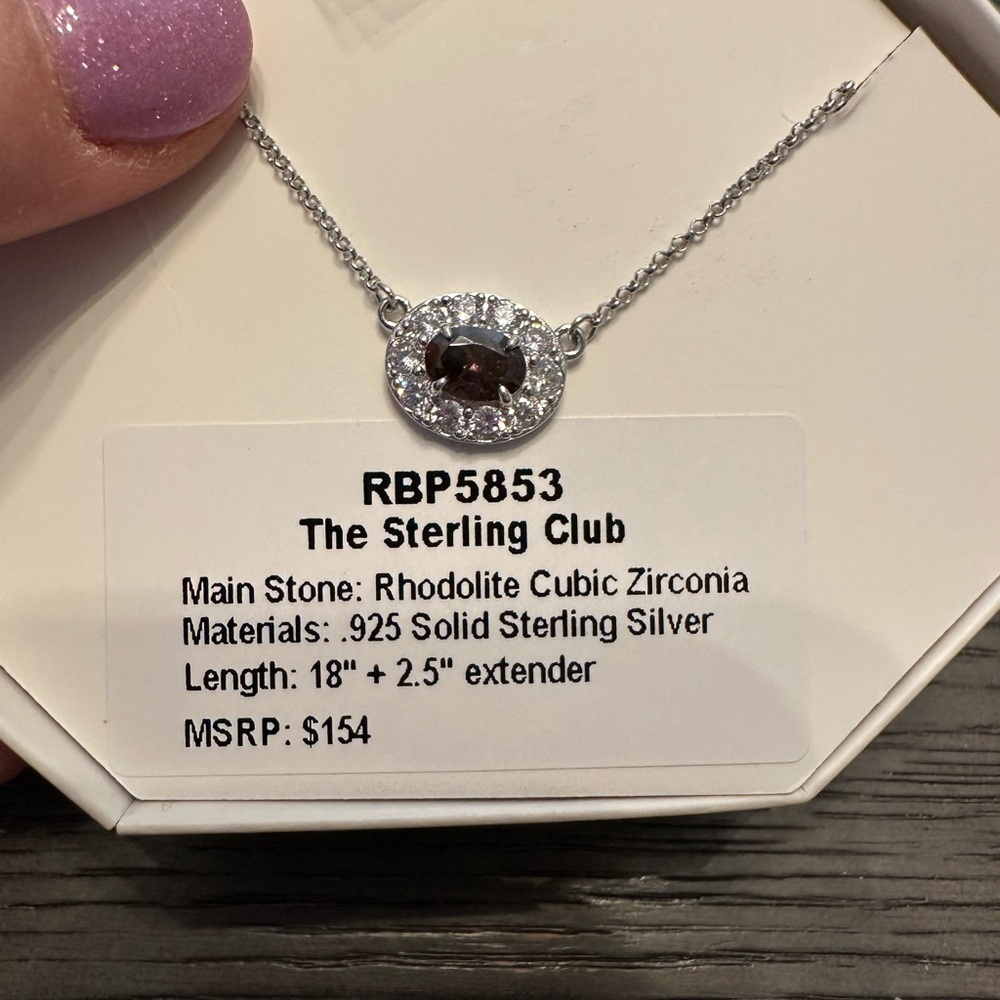 RBP5853
The Sterling Club
Main Stone: Rhodolite Cubic Zirconia
Materials: .925 Solid Sterling Silver
Length: 18" + 2.5" extender
MSRP: $154